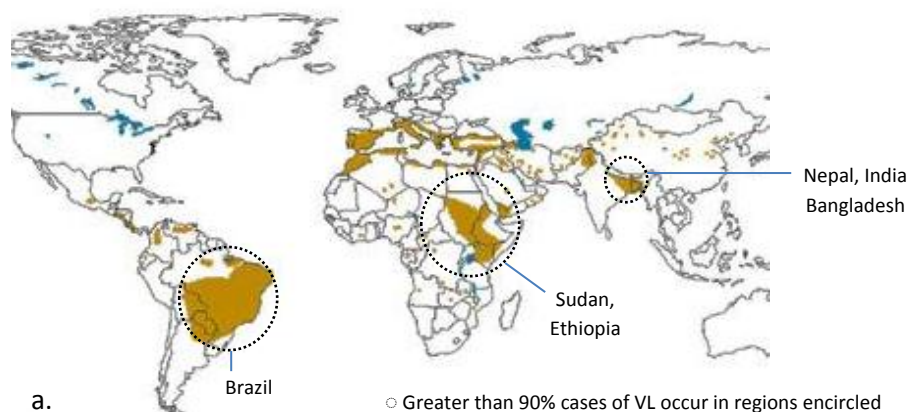 Nepal, India
Bangladesh
Sudan,
Ethiopia
Brazil
a.
Greater than 90% cases of VL occur in regions encircled